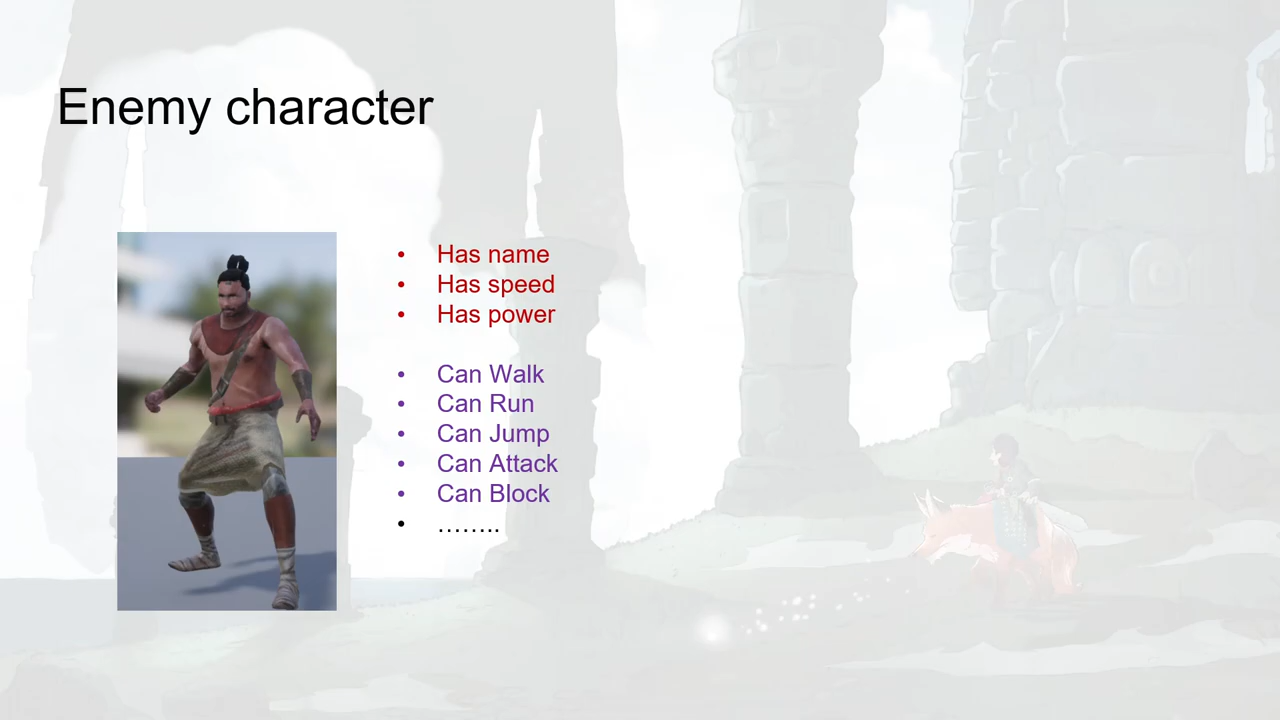 Enemy character
• Has name
• Has speed
• Has power
• Can Walk
• Can Run
• Can Jump
• Can Attack
• Can Block
• ........